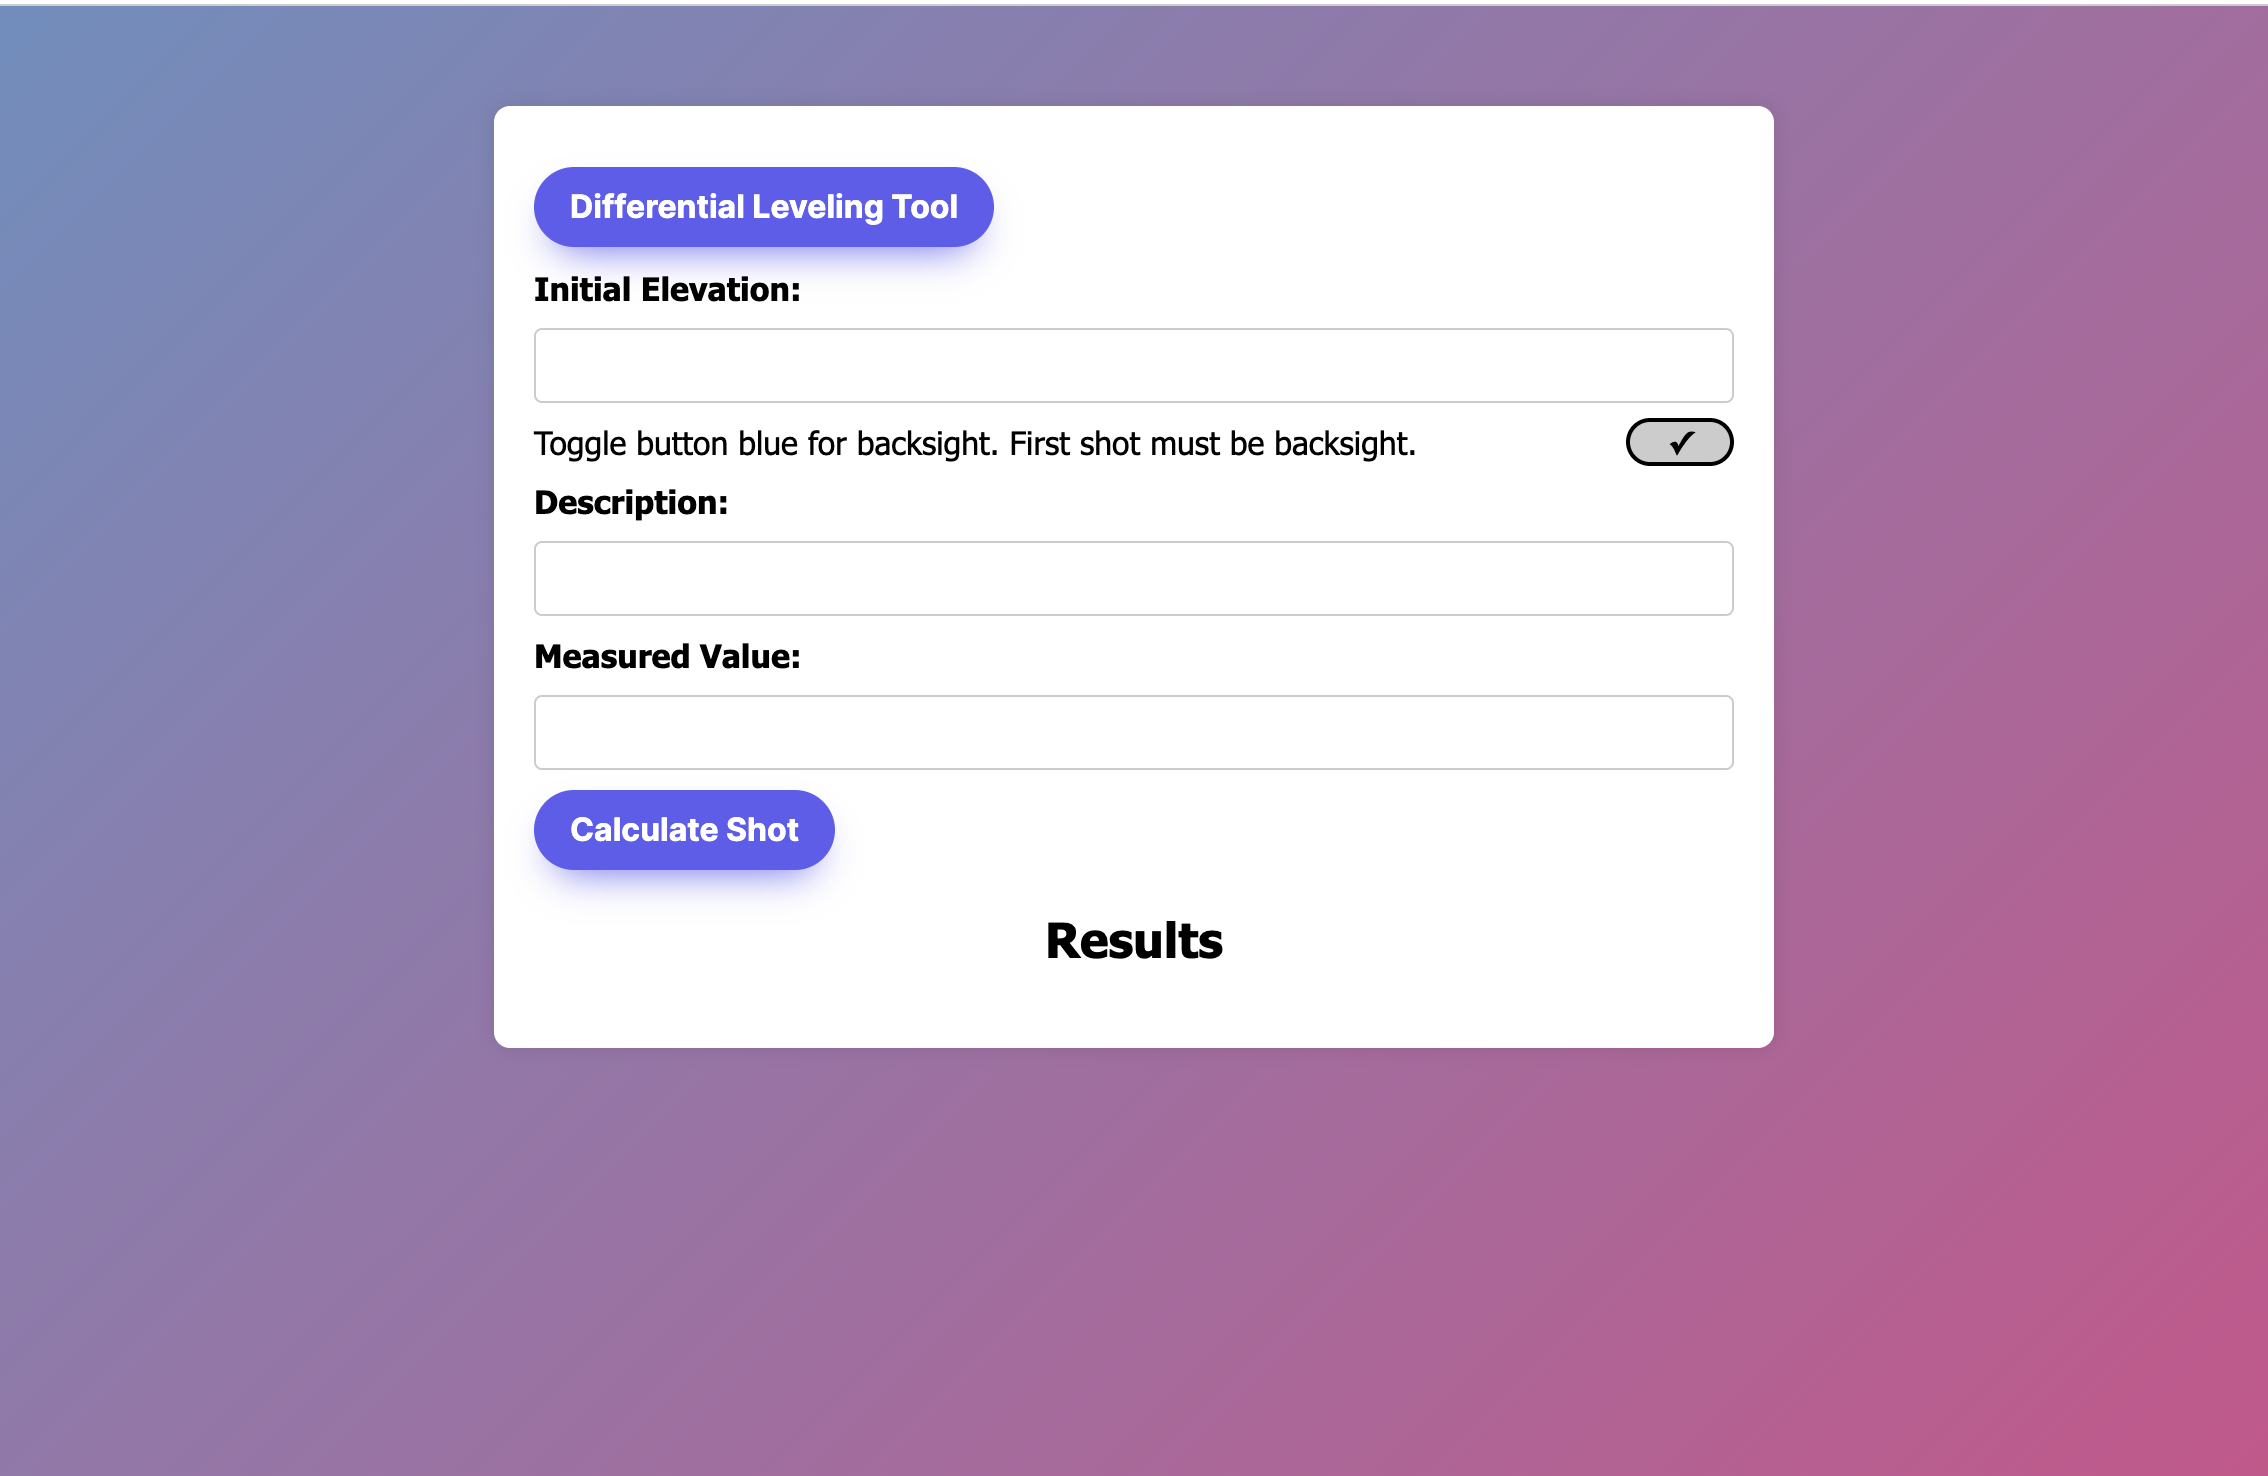 Differential Leveling Tool
Initial Elevation:
Toggle button blue for backsight. First shot must be backsight.
Description:
Measured Value:
Calculate Shot
Results